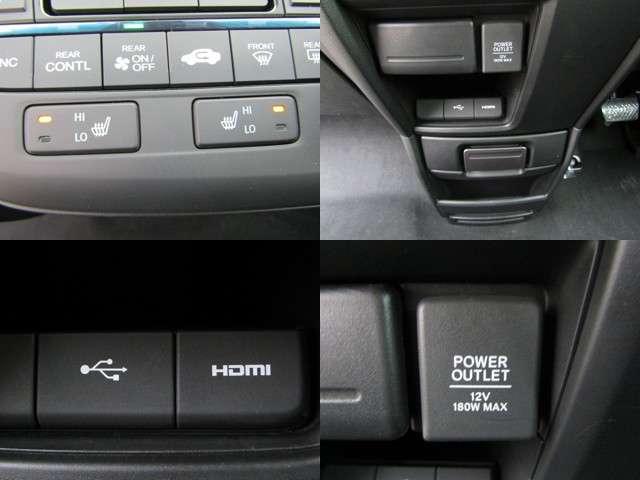 NC
REAR
CONTL
REAR
ON/
OFF
FRONT
REA
HI
LO
HI
LO
POWER
OUTLET
12V
180W MAX
HDMI
HDMI
POWER
OUTLET
12V
180W MAX